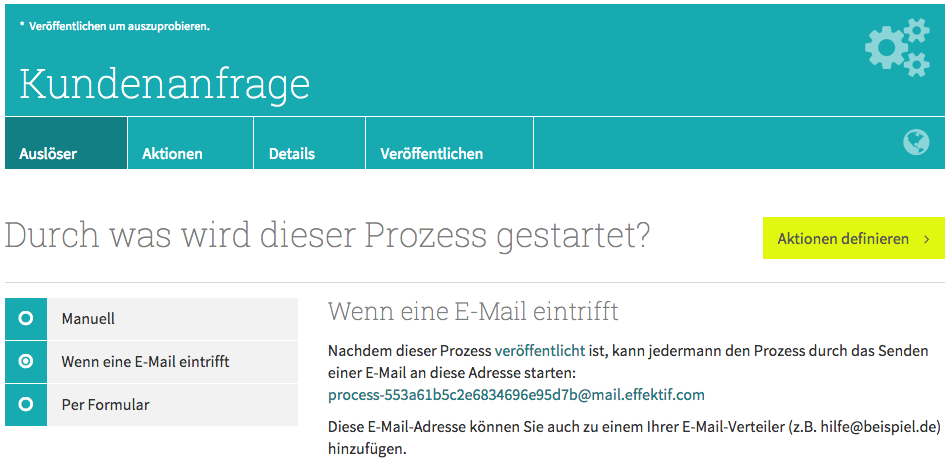 * Veröffentlichen um auszuprobieren.
Kundenanfrage
Auslöser Aktionen Details Veröffentlichen
Durch was wird dieser Prozess gestartet?
Aktionen definieren >
Manuell
Wenn eine E-Mail eintrifft
Per Formular
Wenn eine E-Mail eintrifft
Nachdem dieser Prozess veröffentlicht ist, kann jedermann den Prozess durch das Senden
einer E-Mail an diese Adresse starten:
process-553a61b5c2e6834696e95d7b@mail.effektif.com
Diese E-Mail-Adresse können Sie auch zu einem Ihrer E-Mail-Verteiler (z.B. hilfe@beispiel.de)
hinzufügen.